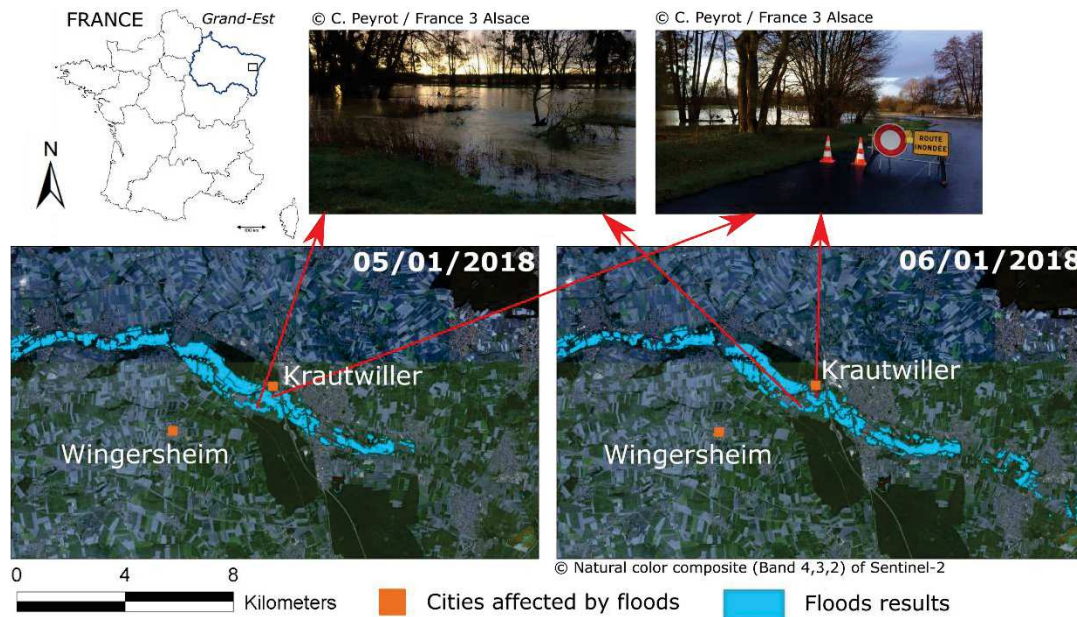 FRANCE
Grand-Est
© C. Peyrot / France 3 Alsace
© C. Peyrot / France 3 Alsace
N
ROUTE
INONDÉE
05/01/2018
06/01/2018
Krautwiller
Krautwiller
Wingersheim
Wingersheim
© Natural color composite (Band 4,3,2) of Sentinel-2
0 4 8
Kilometers
Cities affected by floods
Floods results